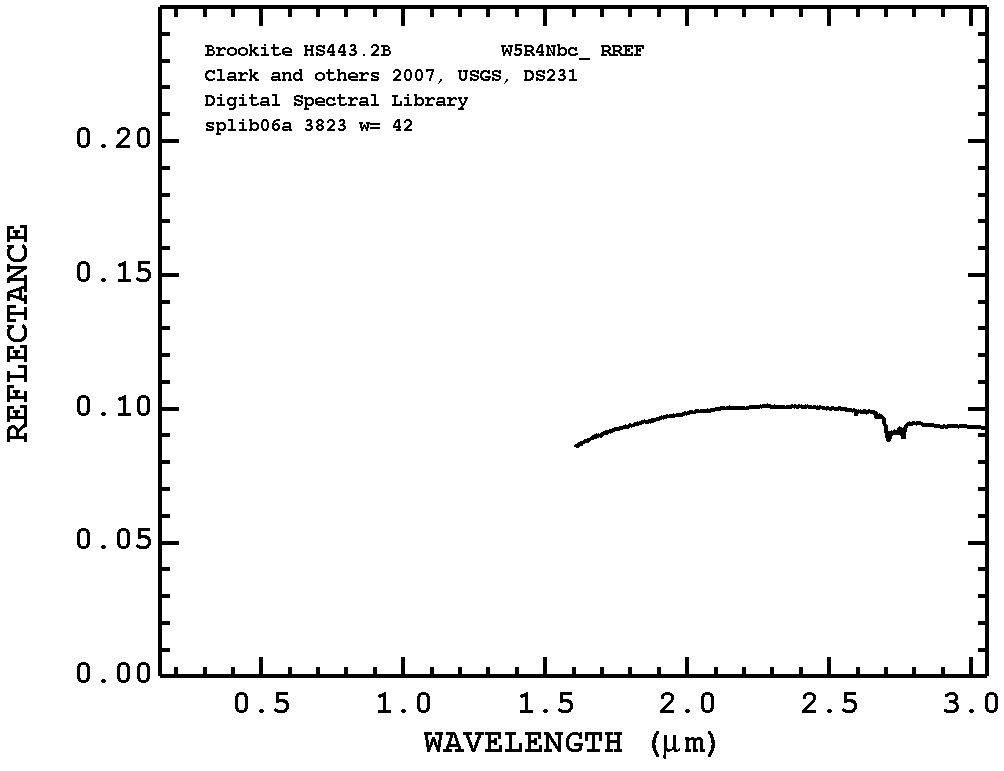 Brookite HS443.2B W5R4Nbc_ RREF
Clark and others 2007, USGS, DS231
Digital Spectral Library
splib06a 3823 w= 42
REFLECTANCE
0.20
0.15
0.10
0.05
0.00
0.5 1.0 1.5 2.0 2.5 3.0
WAVELENGTH (μm)